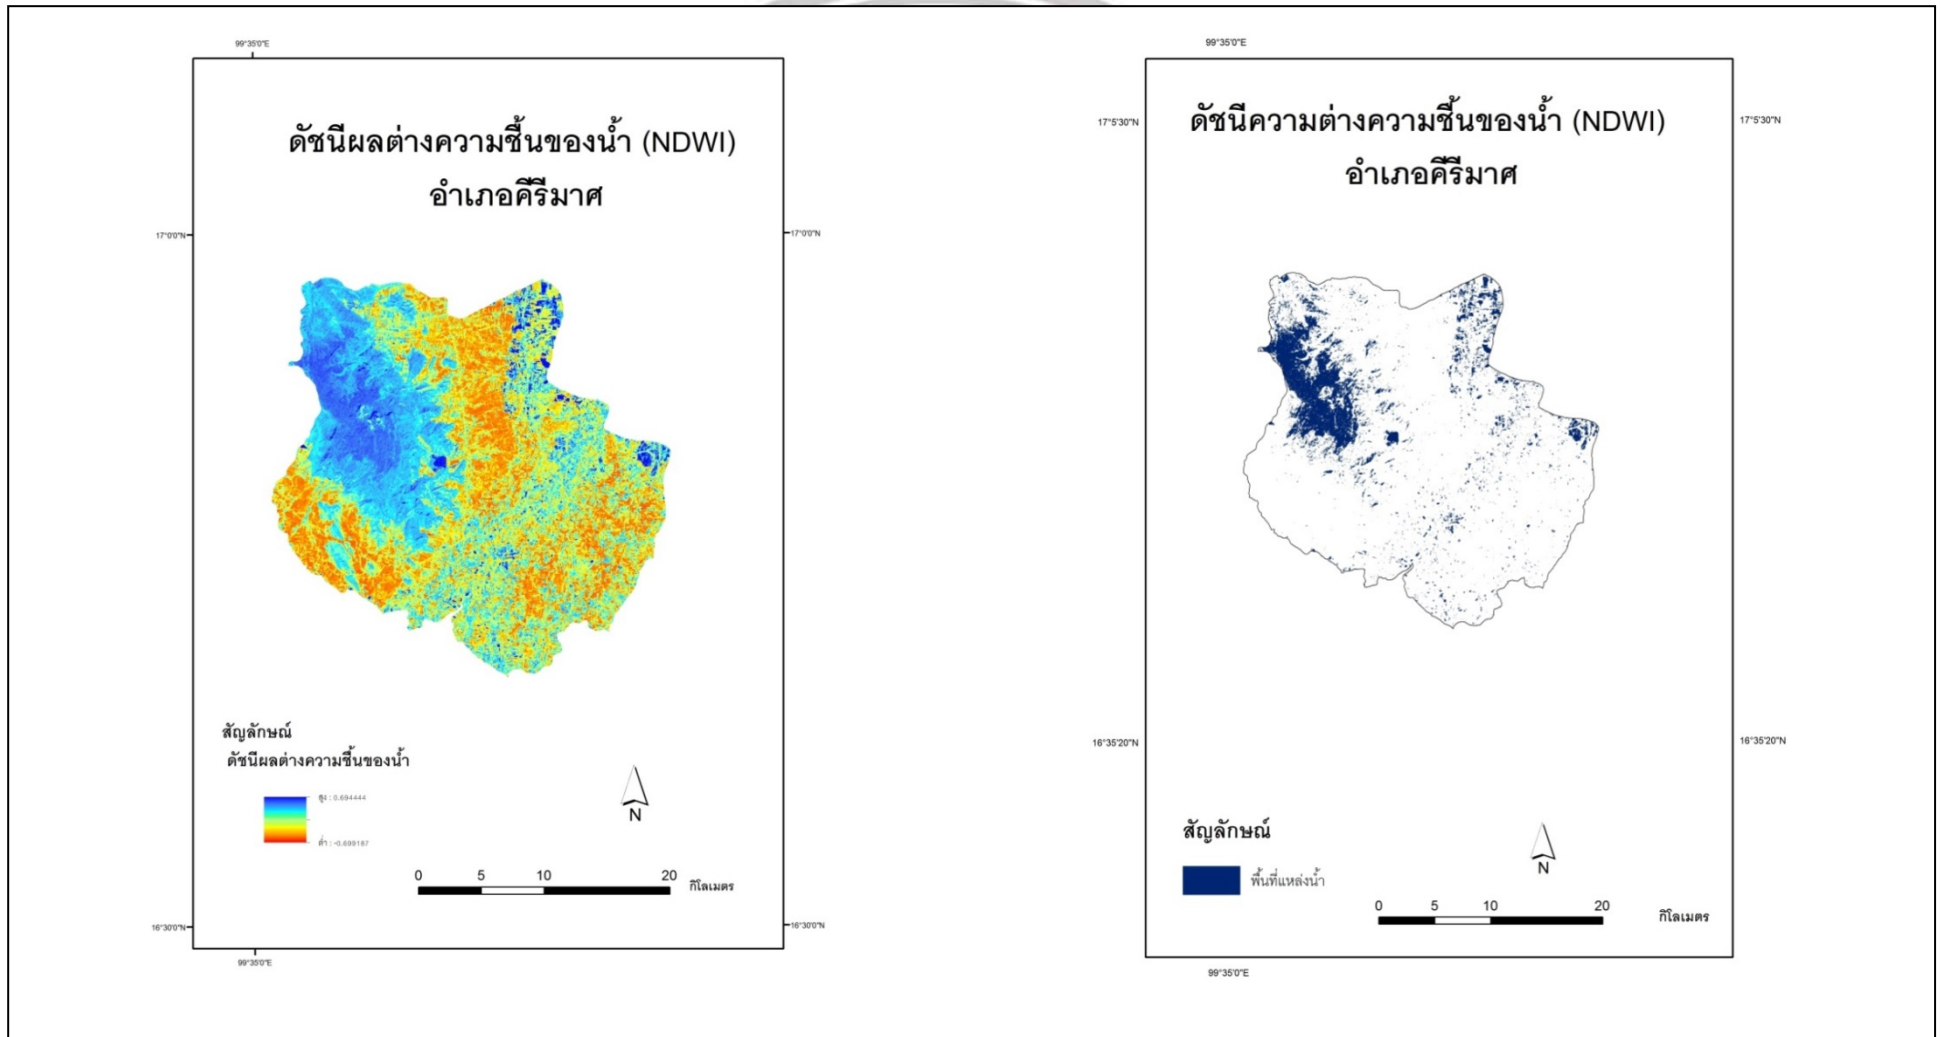 99°35'0"E
ดัชนีผลต่างความชื้นของน้ำ (NDWI)
อำเภอคีรีมาศ
17°0'0"N
17°0'0"N
สัญลักษณ์
ดัชนีผลต่างความชื้นของน้ำ
สูง : 0.694444
ต่ำ : -0.699187
N
0 5 10 20
กิโลเมตร
16°30'0"N
16°30'0"N
99°35'0"E
99°35'0"E
ดัชนีความต่างความชื้นของน้ำ (NDWI)
อำเภอคีรีมาศ
17°5'30"N
17°5'30"N
16°35'20"N
16°35'20"N
สัญลักษณ์
พื้นที่แหล่งน้ำ
N
0 5 10 20
กิโลเมตร
99°35'0"E